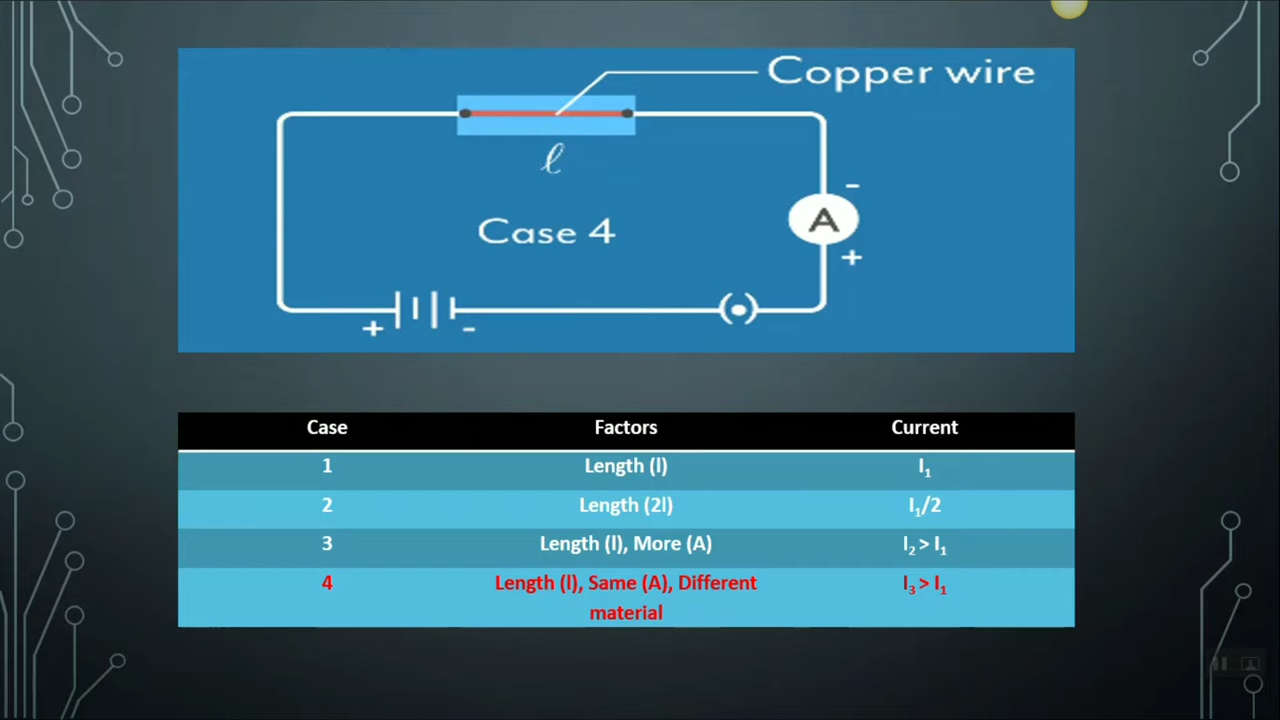 Copper wire
ℓ
Case 4
-
A
+
+ -
Case Factors Current
1 Length (l) I₁
2 Length (2l) I₁/2
3 Length (l), More (A) I₂ > I₁
4 Length (l), Same (A), Different I₃ > I₁
material